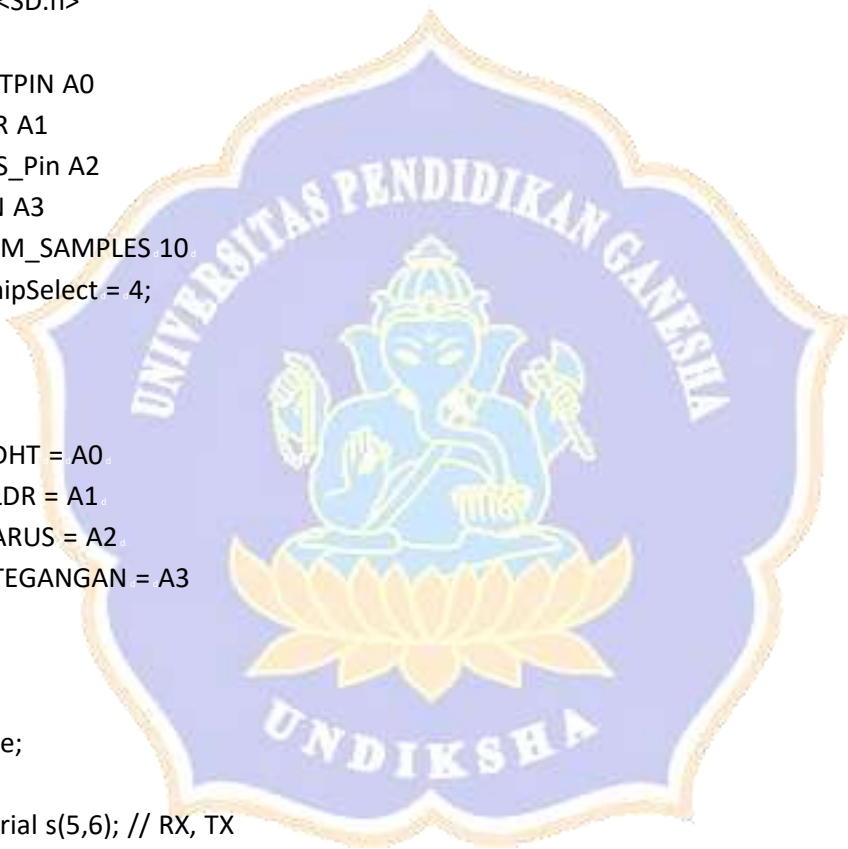 <SD.h>
TPIN A0
R A1
S_Pin A2
N A3
M_SAMPLES 10
hipSelect = 4;
UNIVERSITAS PENDIDIKAN GANESHA
DHT = A0
LDR = A1
ARUS = A2
TEGANGAN = A3
e;
UNDIKSHA
rial s(5,6); // RX, TX